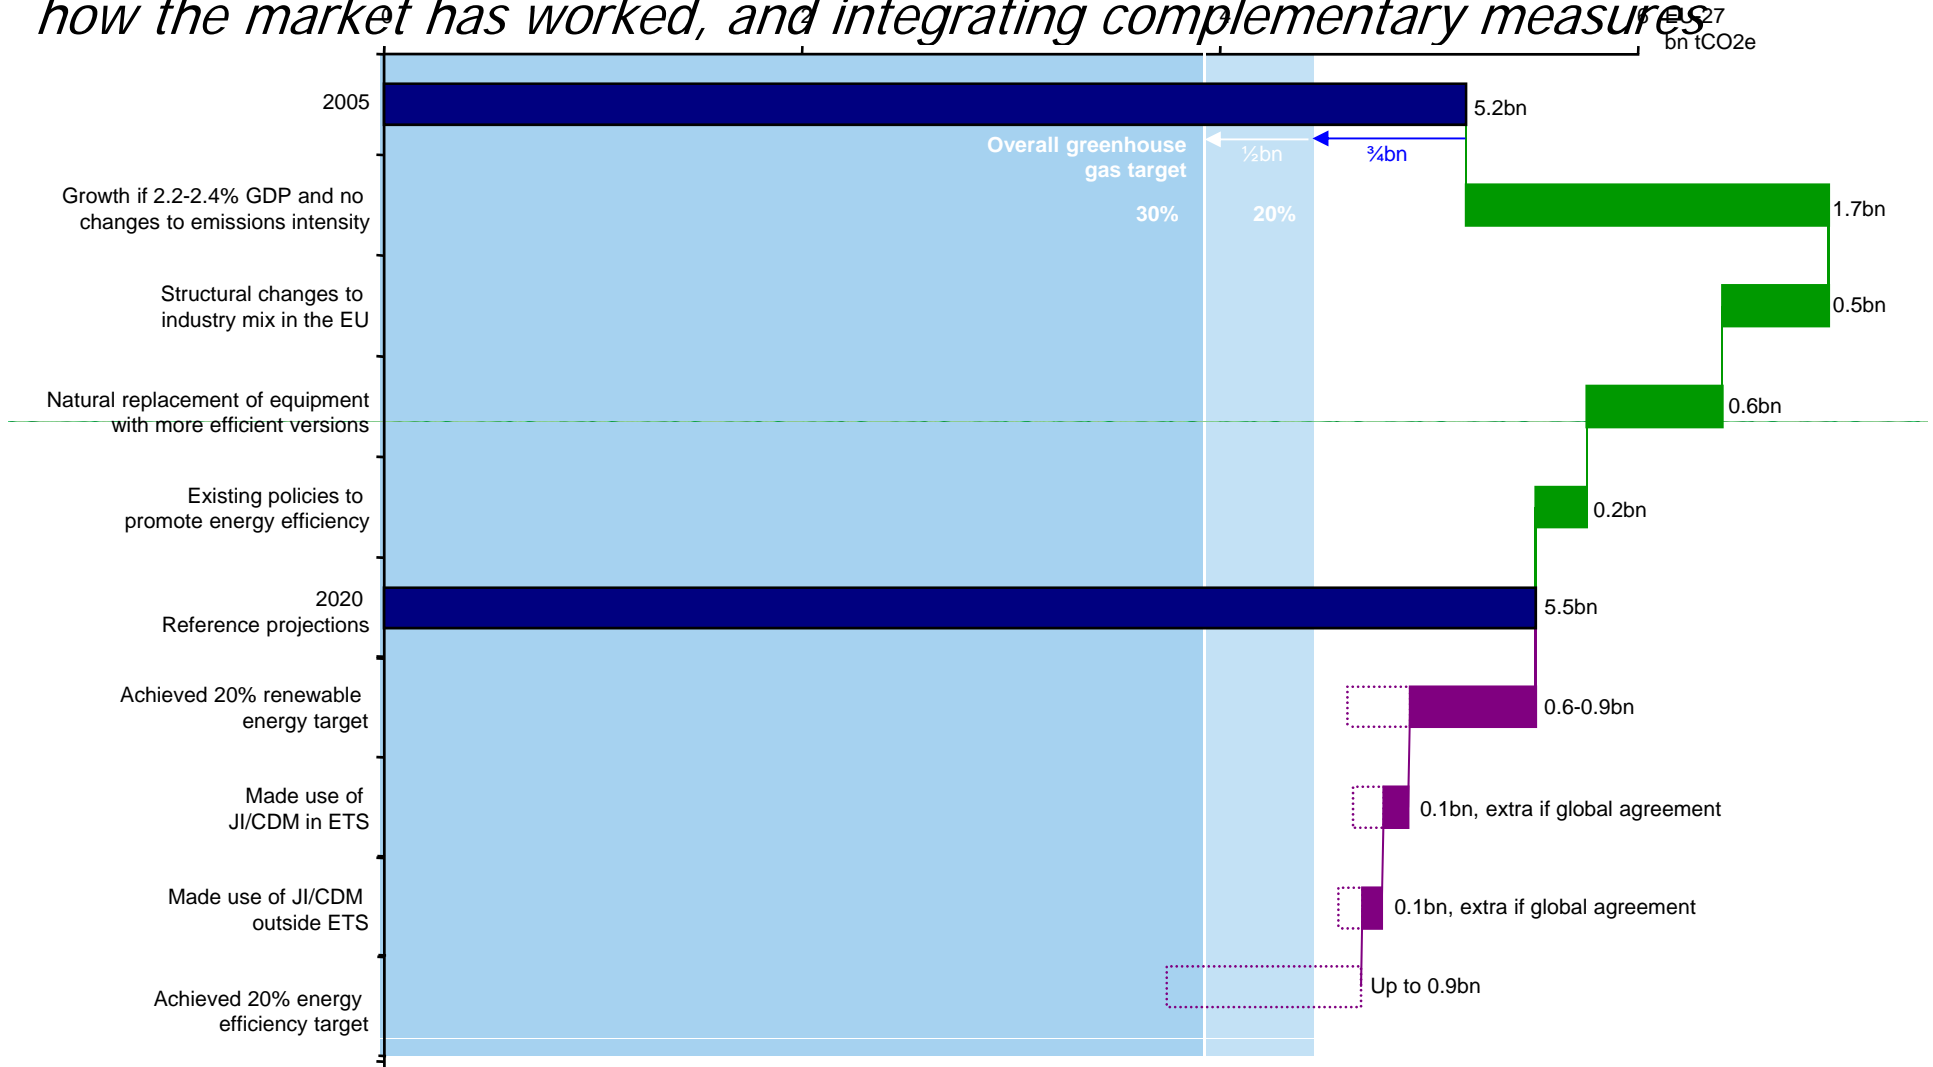 how the market has worked, and integrating complementary measures
0 2 4 6 EU-27
bn tCO2e
2005
5.2bn
Overall greenhouse
gas target
½bn
¾bn
30%
20%
Growth if 2.2-2.4% GDP and no
changes to emissions intensity
1.7bn
Structural changes to
industry mix in the EU
0.5bn
Natural replacement of equipment
with more efficient versions
0.6bn
Existing policies to
promote energy efficiency
0.2bn
2020
Reference projections
5.5bn
Achieved 20% renewable
energy target
0.6-0.9bn
Made use of
JI/CDM in ETS
0.1bn, extra if global agreement
Made use of JI/CDM
outside ETS
0.1bn, extra if global agreement
Achieved 20% energy
efficiency target
Up to 0.9bn